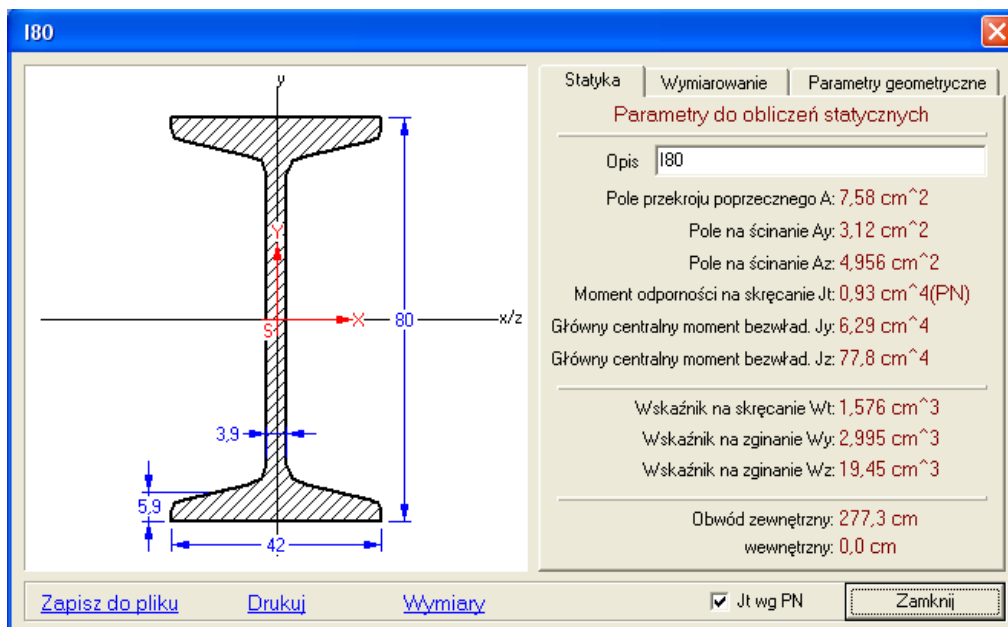 I80
y
Y
S
X
x/z
80
3,9
5,9
42
Statyka
Wymiarowanie
Parametry geometryczne
Parametry do obliczeń statycznych
Opis I80
Pole przekroju poprzecznego A: 7,58 cm^2
Pole na ścinanie Ay: 3,12 cm^2
Pole na ścinanie Az: 4,956 cm^2
Moment odporności na skręcanie Jt: 0,93 cm^4(PN)
Główny centralny moment bezwład. Jy: 6,29 cm^4
Główny centralny moment bezwład. Jz: 77,8 cm^4
Wskaźnik na skręcanie Wt: 1,576 cm^3
Wskaźnik na zginanie Wy: 2,995 cm^3
Wskaźnik na zginanie Wz: 19,45 cm^3
Obwód zewnętrzny: 277,3 cm
wewnętrzny: 0,0 cm
Zapisz do pliku
Drukuj
Wymiary
Jt wg PN
Zamknij